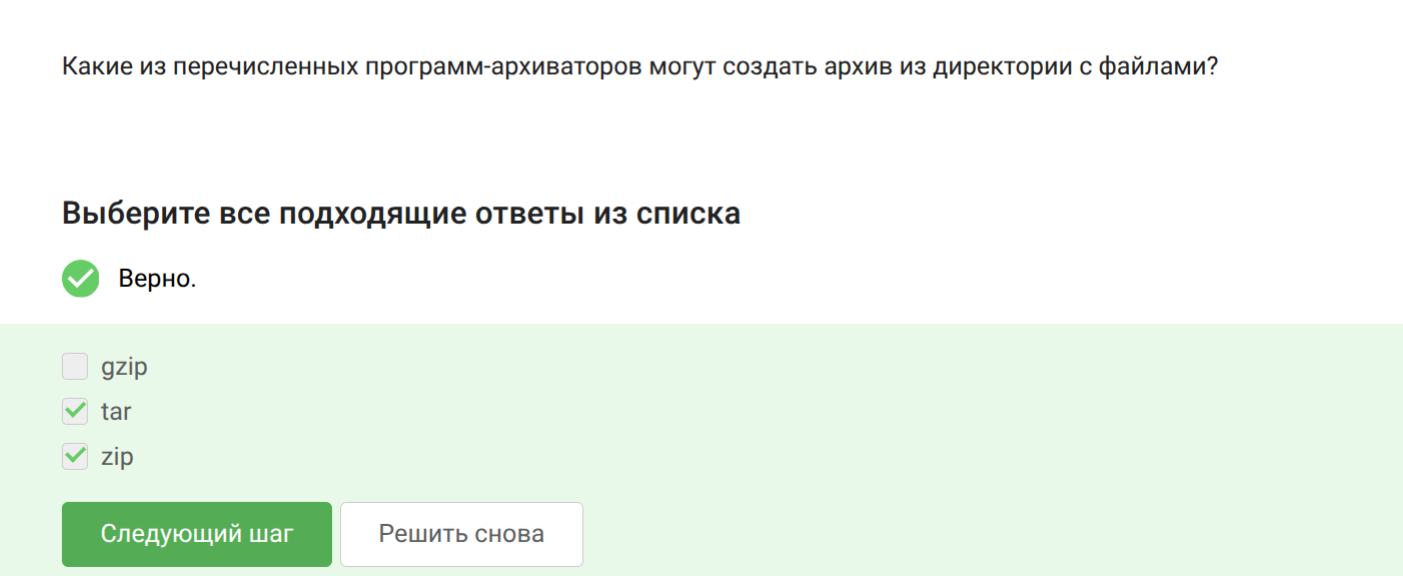 Какие из перечисленных программ-архиваторов могут создать архив из директории с файлами?
Выберите все подходящие ответы из списка
Верно.
gzip
tar
zip
Следующий шаг
Решить снова